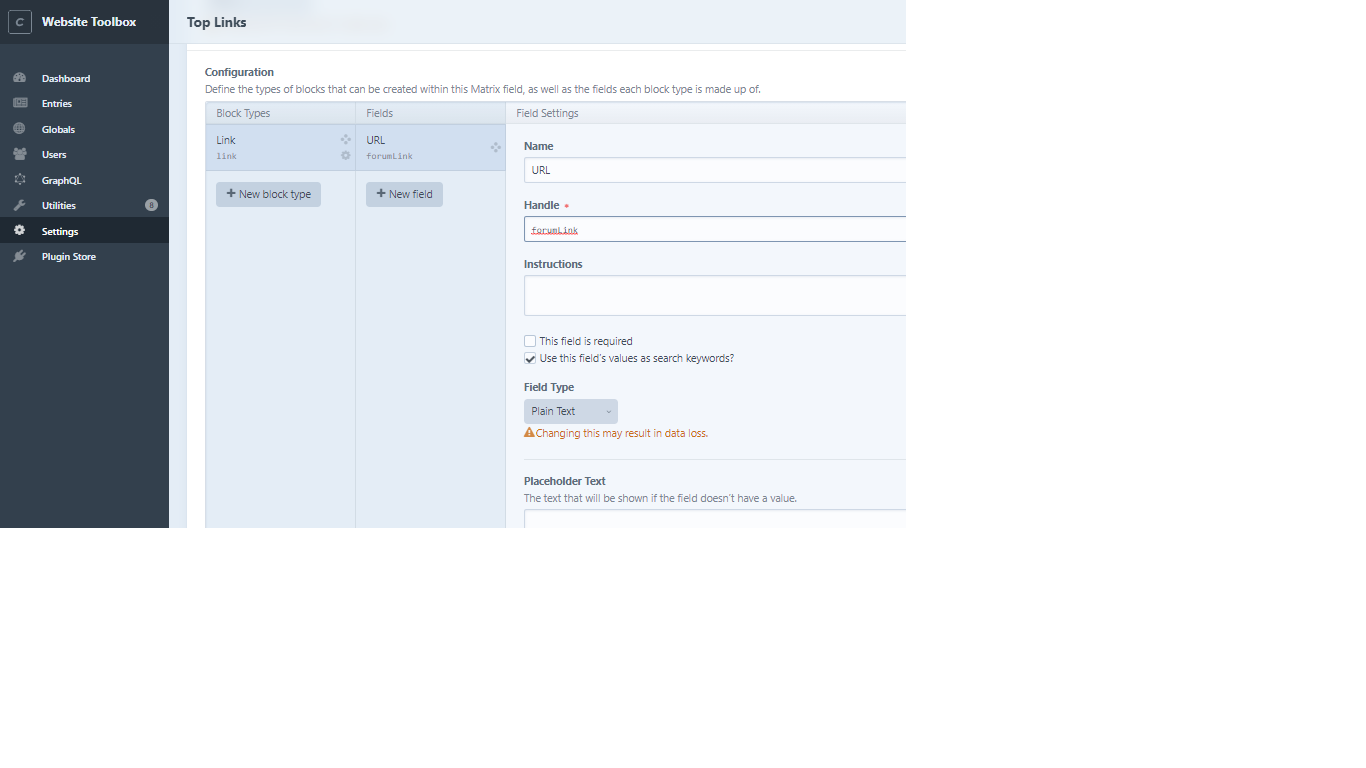 C Website Toolbox
Top Links
Dashboard
Entries
Globals
Users
GraphQL
Utilities 8
Settings
Plugin Store
Configuration
Define the types of blocks that can be created within this Matrix field, as well as the fields each block type is made up of.
Block Types
Link
link
+ New block type
Fields
URL
forumLink
+ New field
Field Settings
Name
URL
Handle *
forumLink
Instructions
This field is required
Use this field's values as search keywords?
Field Type
Plain Text
Changing this may result in data loss.
Placeholder Text
The text that will be shown if the field doesn't have a value.